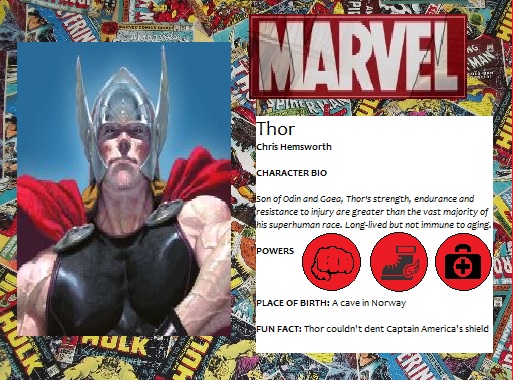 MARVEL
Thor
Chris Hemsworth
CHARACTER BIO
Son of Odin and Gaea, Thor's strength, endurance and
resistance to injury are greater than the vast majority of
his superhuman race. Long-lived but not immune to aging.
POWERS
PLACE OF BIRTH: A cave in Norway
FUN FACT: Thor couldn't dent Captain America's shield
HULK